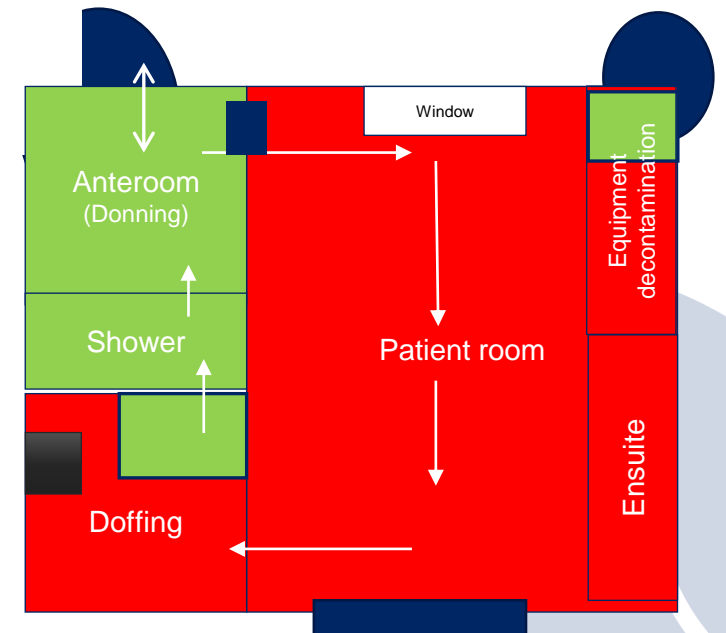 Window
Anteroom
(Donning)
Equipment
decontamination
Shower
Patient room
Ensuite
Doffing